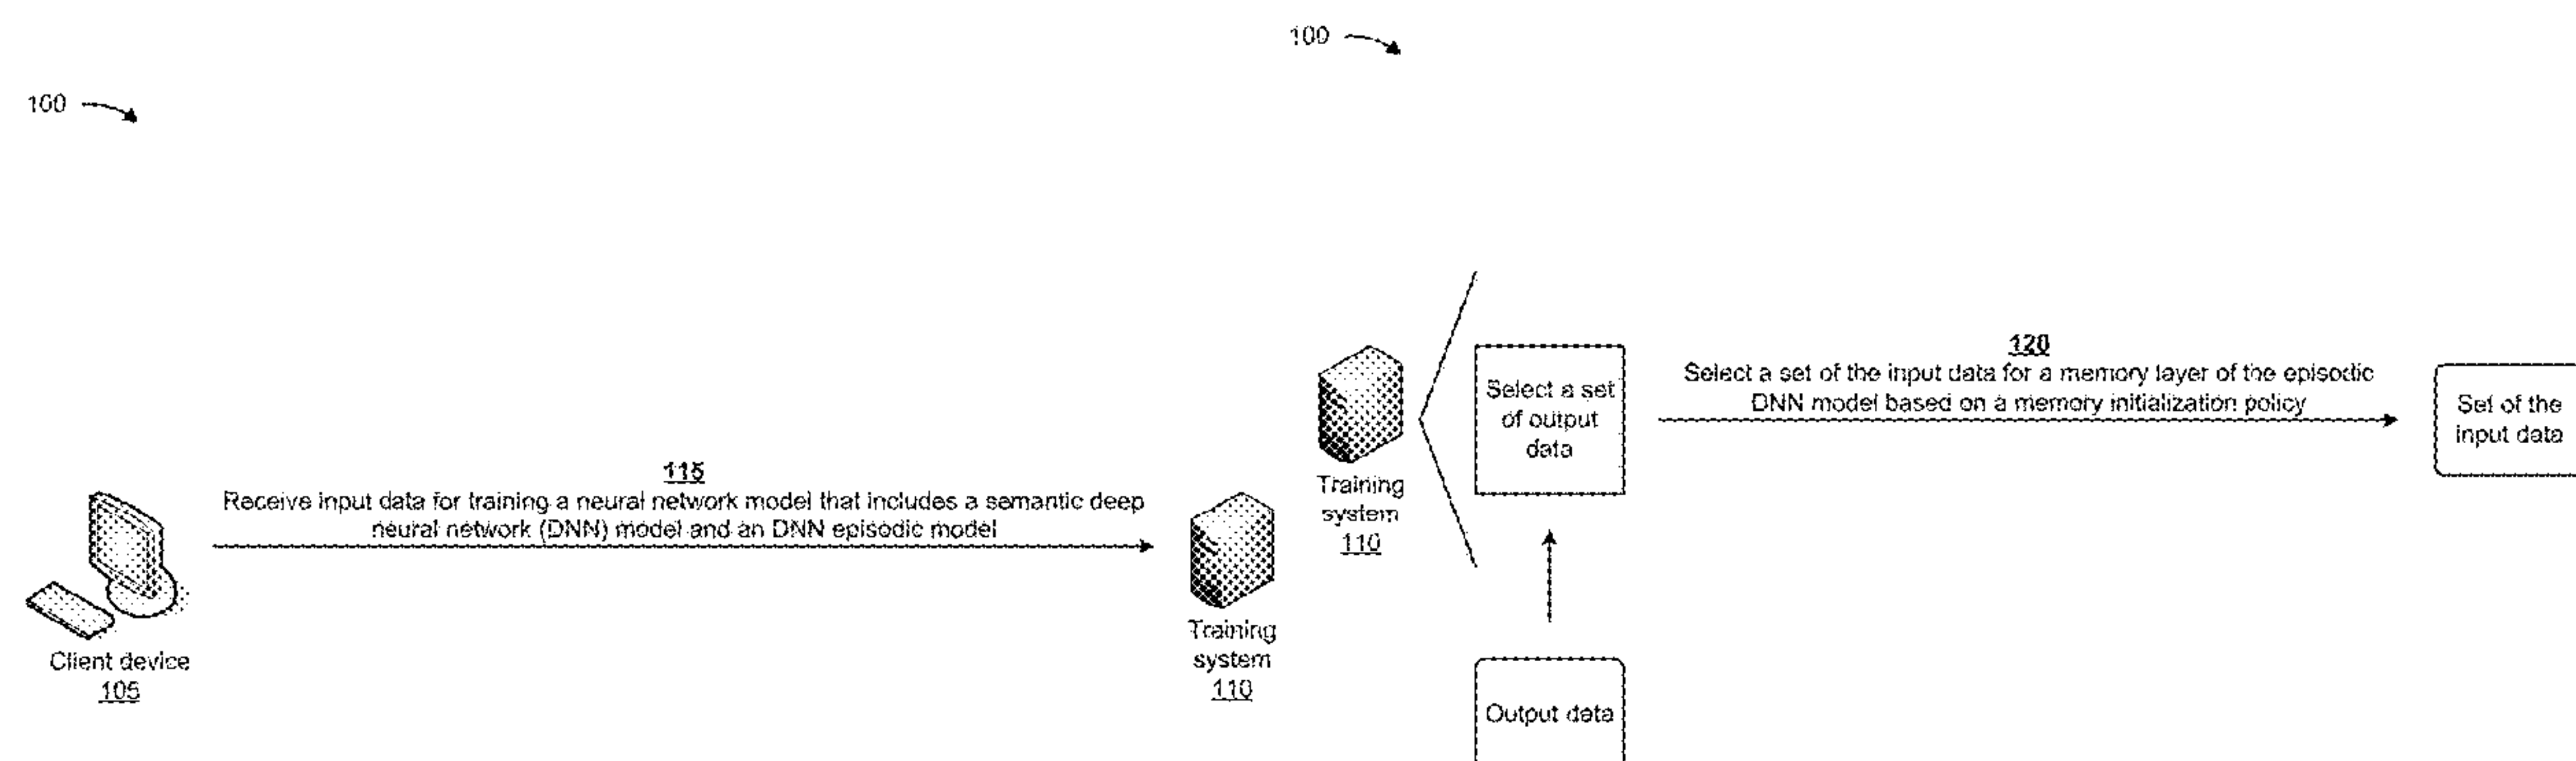 100
115
Receive input data for training a neural network model that includes a semantic deep
neural network (DNN) model and an DNN episodic model
Client device
105
Training
system
110
100
Training
system
110
Select a set
of output
data
Output data
120
Select a set of the input data for a memory layer of the episodic
DNN model based on a memory initialization policy
Set of the
input data